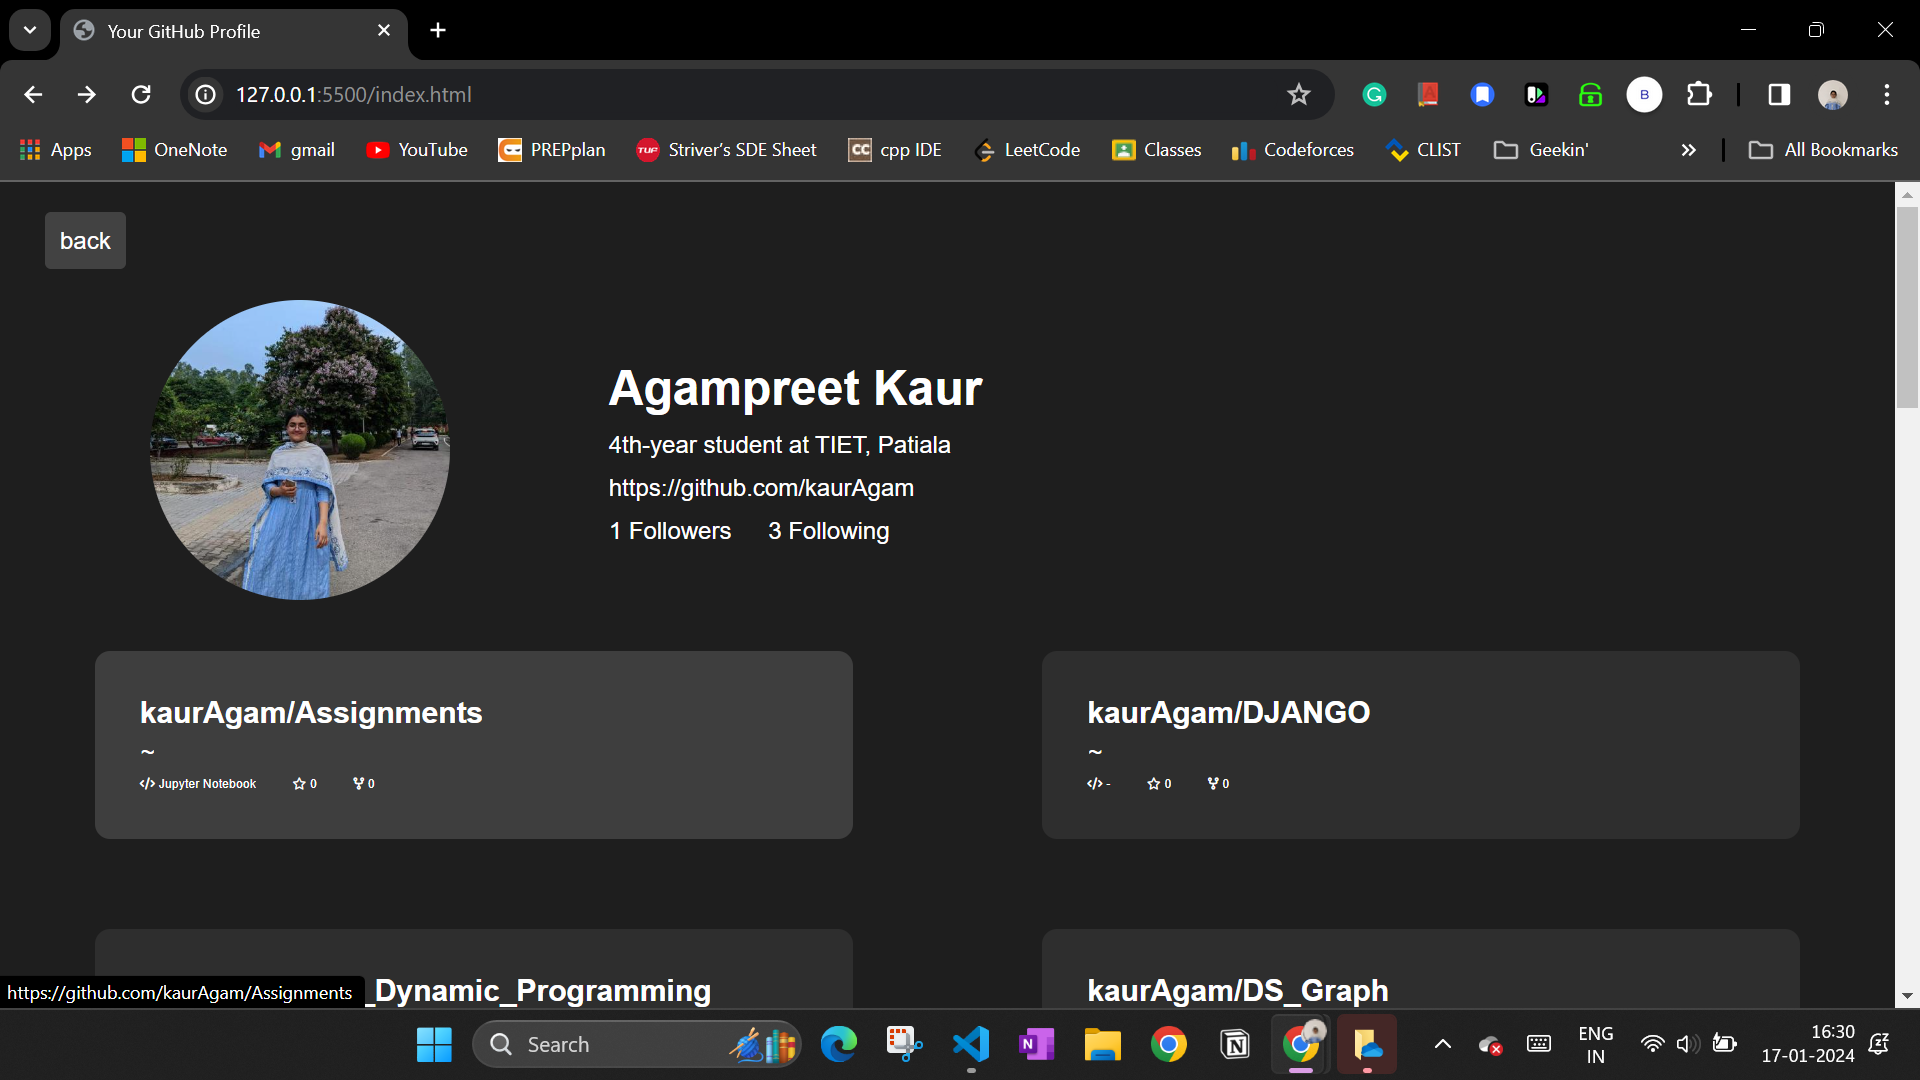 Your GitHub Profile
127.0.0.1:5500/index.html
B
Apps OneNote gmail YouTube PREPplan TUF Striver's SDE Sheet CC cpp IDE LeetCode Classes Codeforces CLIST Geekin' » All Bookmarks
back
Agampreet Kaur
4th-year student at TIET, Patiala
https://github.com/kaurAgam
1 Followers 3 Following
kaurAgam/Assignments
~
</> Jupyter Notebook 0 0
kaurAgam/DJANGO
~
</> - 0 0
_Dynamic_Programming
kaurAgam/DS_Graph
https://github.com/kaurAgam/Assignments
Search
ENG
IN
16:30
17-01-2024